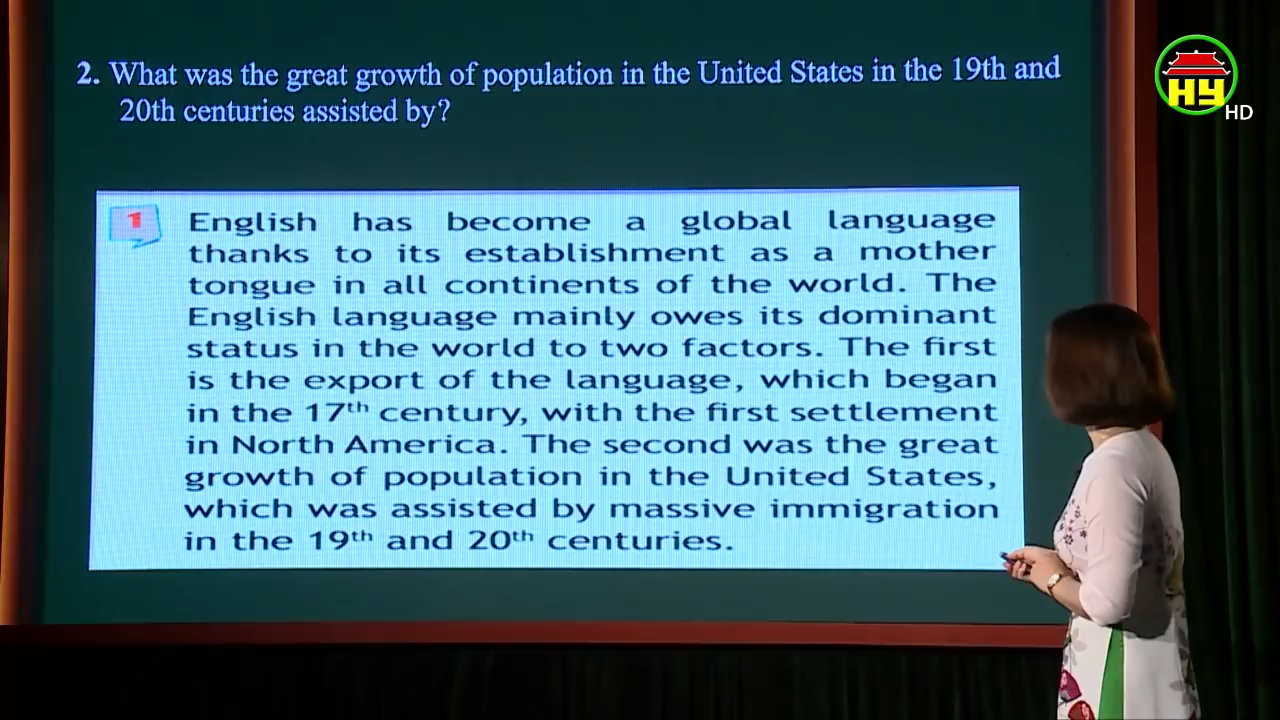 2. What was the great growth of population in the United States in the 19th and
20th centuries assisted by?
HY
HD
1
English has become a global language
thanks to its establishment as a mother
tongue in all continents of the world. The
English language mainly owes its dominant
status in the world to two factors. The first
is the export of the language, which began
in the 17th century, with the first settlement
in North America. The second was the great
growth of population in the United States,
which was assisted by massive immigration
in the 19th and 20th centuries.